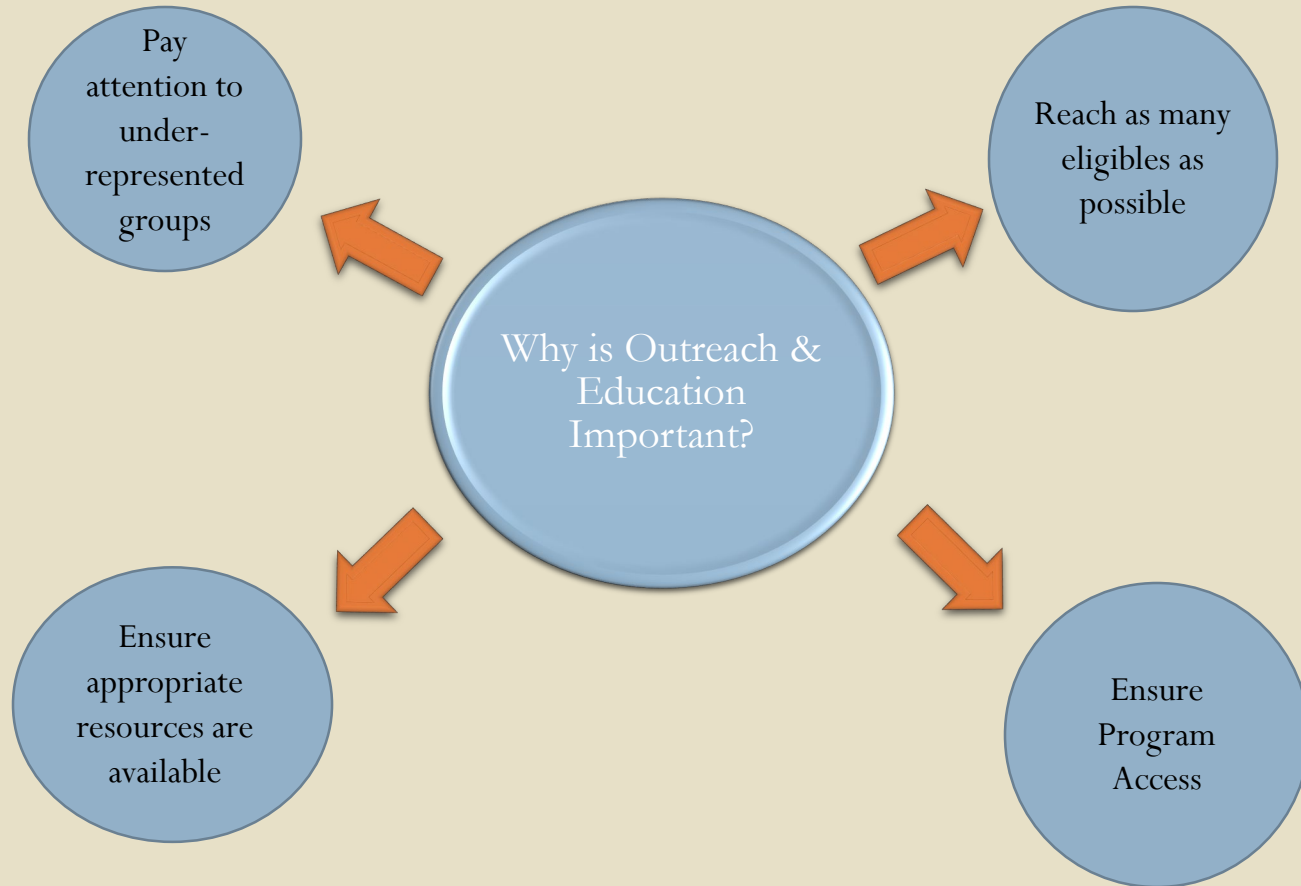 Pay
attention to
under-
represented
groups
Reach as many
eligibles as
possible
Why is Outreach &
Education
Important?
Ensure
appropriate
resources are
available
Ensure
Program
Access